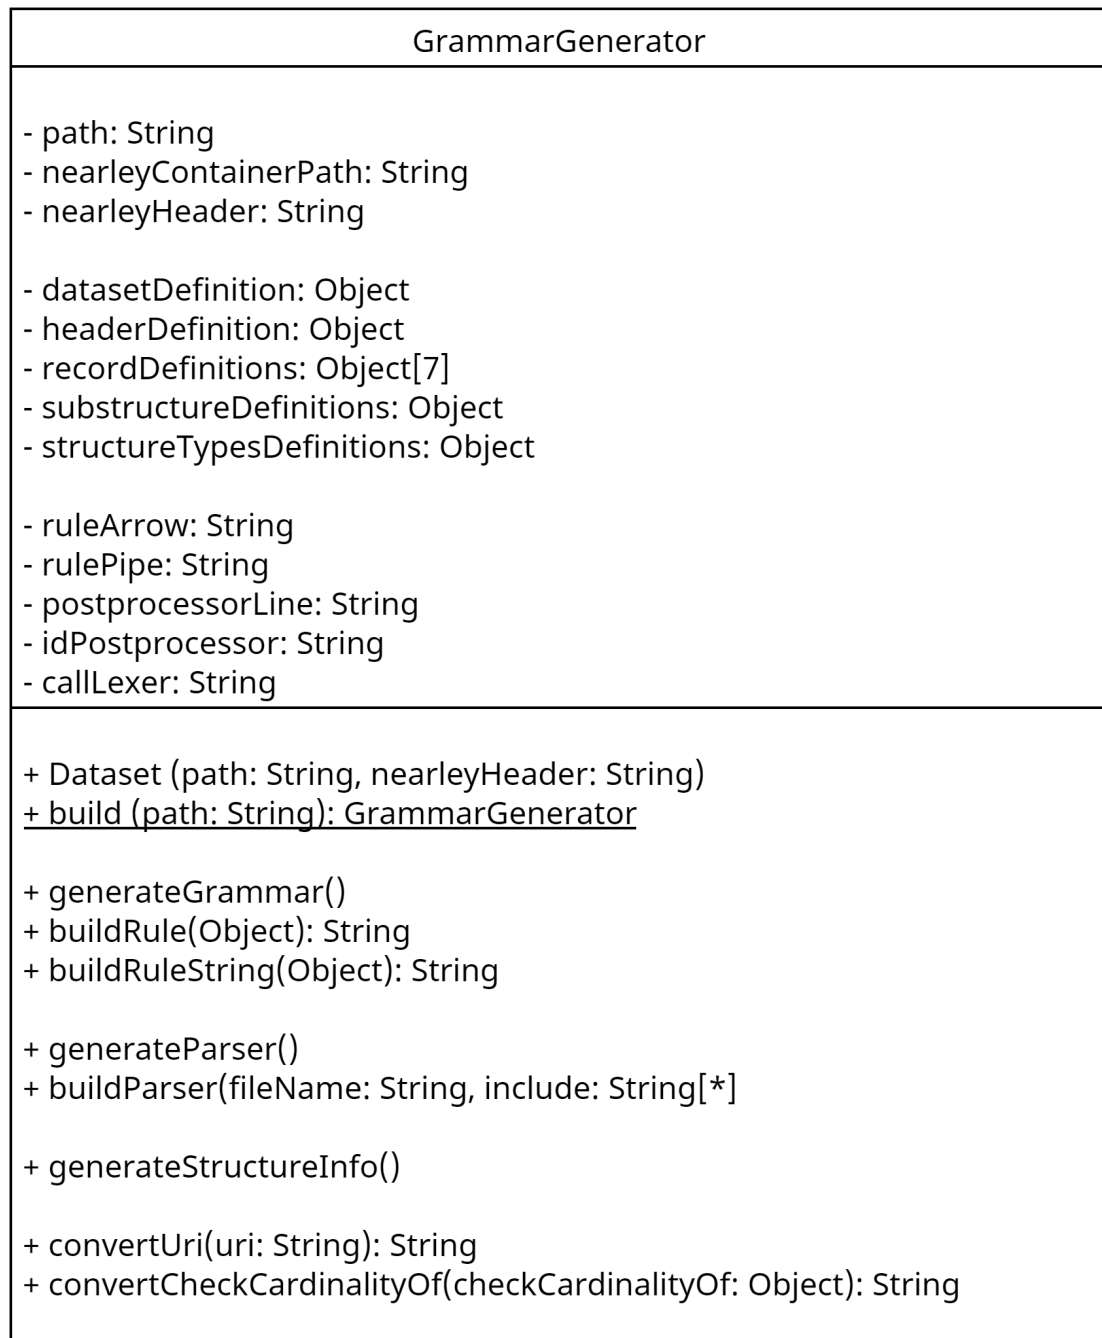 GrammarGenerator
- path: String
- nearleyContainerPath: String
- nearleyHeader: String
- datasetDefinition: Object
- headerDefinition: Object
- recordDefinitions: Object[7]
- substructureDefinitions: Object
- structureTypesDefinitions: Object
- ruleArrow: String
- rulePipe: String
- postprocessorLine: String
- idPostprocessor: String
- callLexer: String
+ Dataset (path: String, nearleyHeader: String)
+ build (path: String): GrammarGenerator
+ generateGrammar()
+ buildRule(Object): String
+ buildRuleString(Object): String
+ generateParser()
+ buildParser(fileName: String, include: String[*]
+ generateStructureInfo()
+ convertUri(uri: String): String
+ convertCheckCardinalityOf(checkCardinalityOf: Object): String